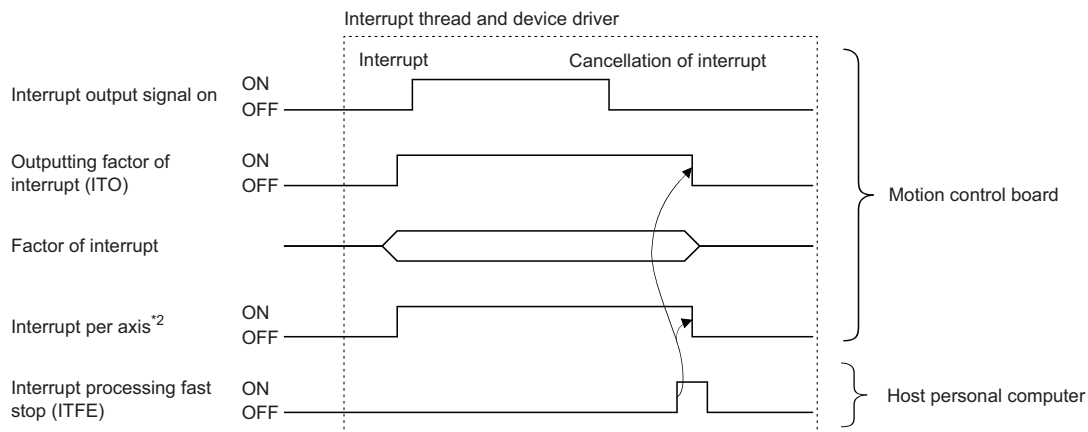 Interrupt thread and device driver
Interrupt
Cancellation of interrupt
Interrupt output signal on
ON
OFF
Outputting factor of
interrupt (ITO)
ON
OFF
Motion control board
Factor of interrupt
Interrupt per axis*2
ON
OFF
Interrupt processing fast
stop (ITFE)
ON
OFF
Host personal computer